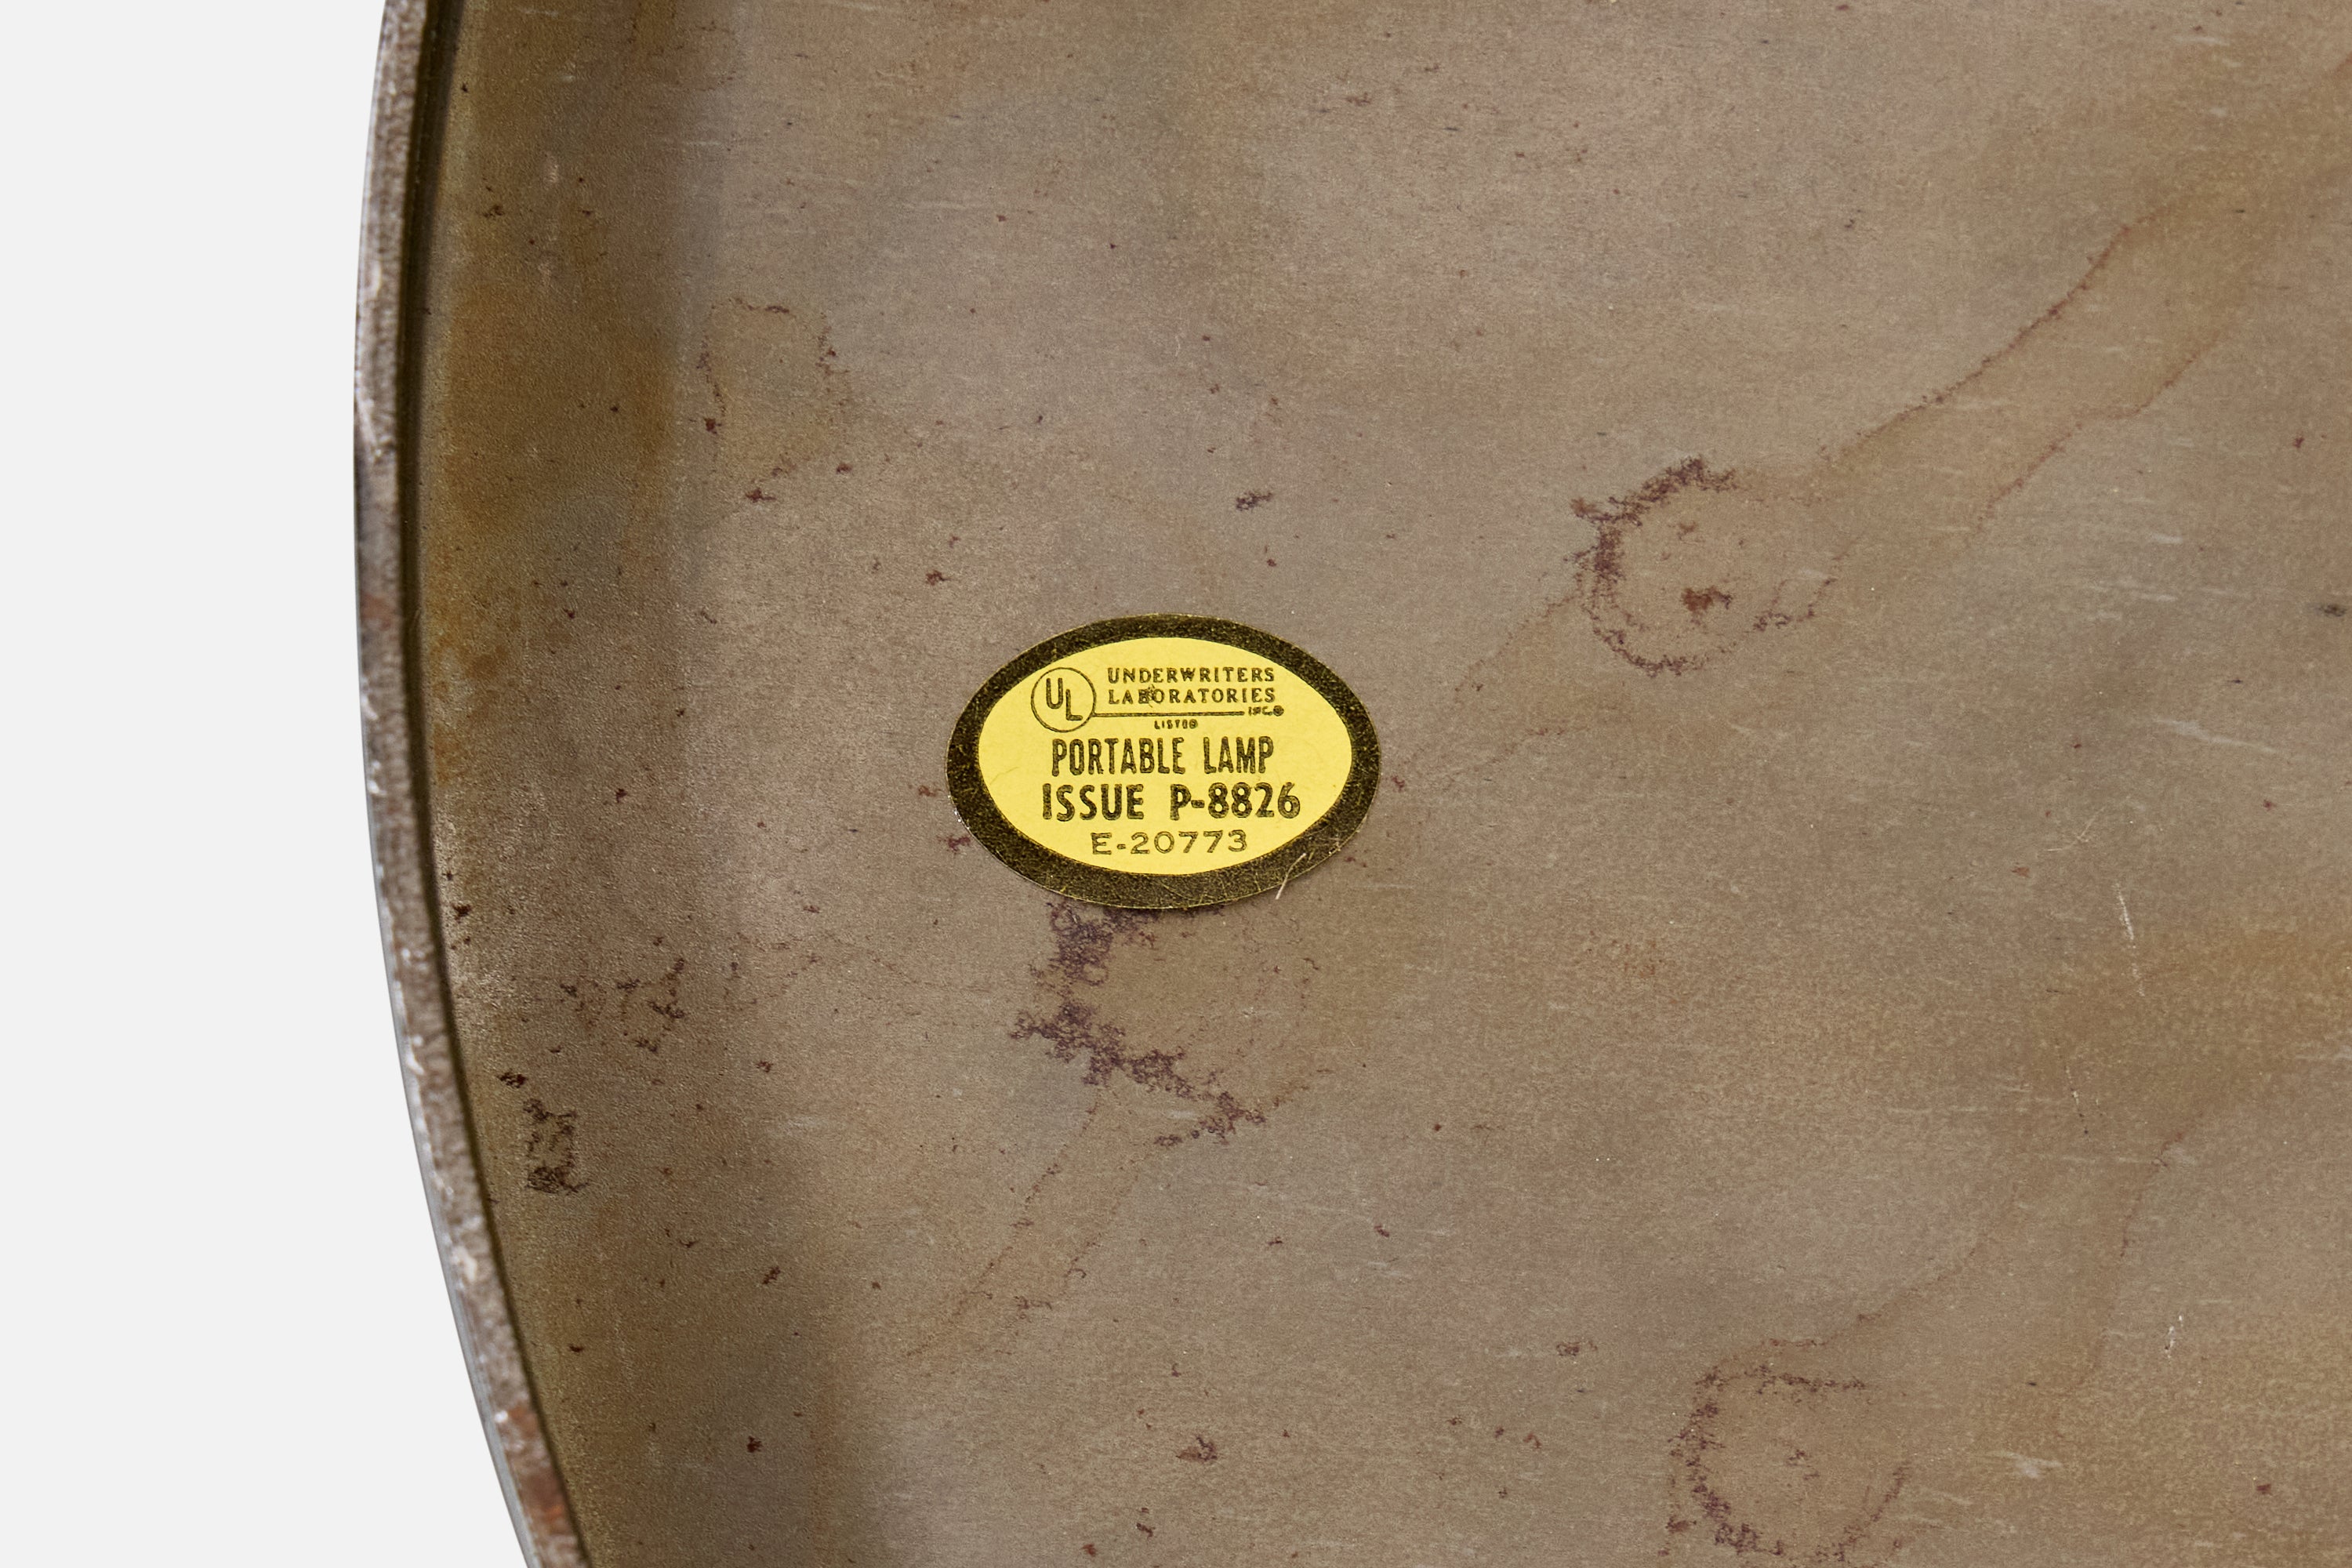 UL UNDERWRITERS
LABORATORIES
INC.®
LISTED
PORTABLE LAMP
ISSUE P-8826
E-20773